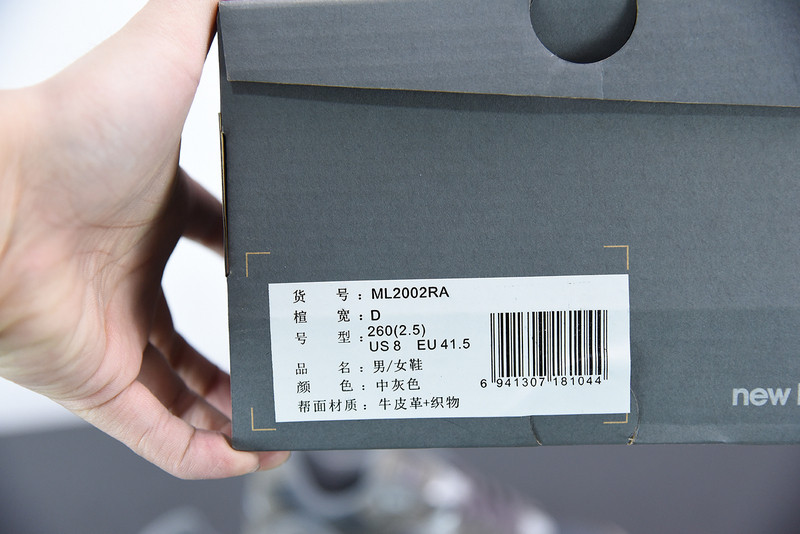 货 号：ML2002RA
楦 宽：D
号 型：260(2.5)
US 8 EU 41.5
品 名：男/女鞋
颜 色：中灰色
帮面材质：牛皮革+织物
6 941307 181044
new